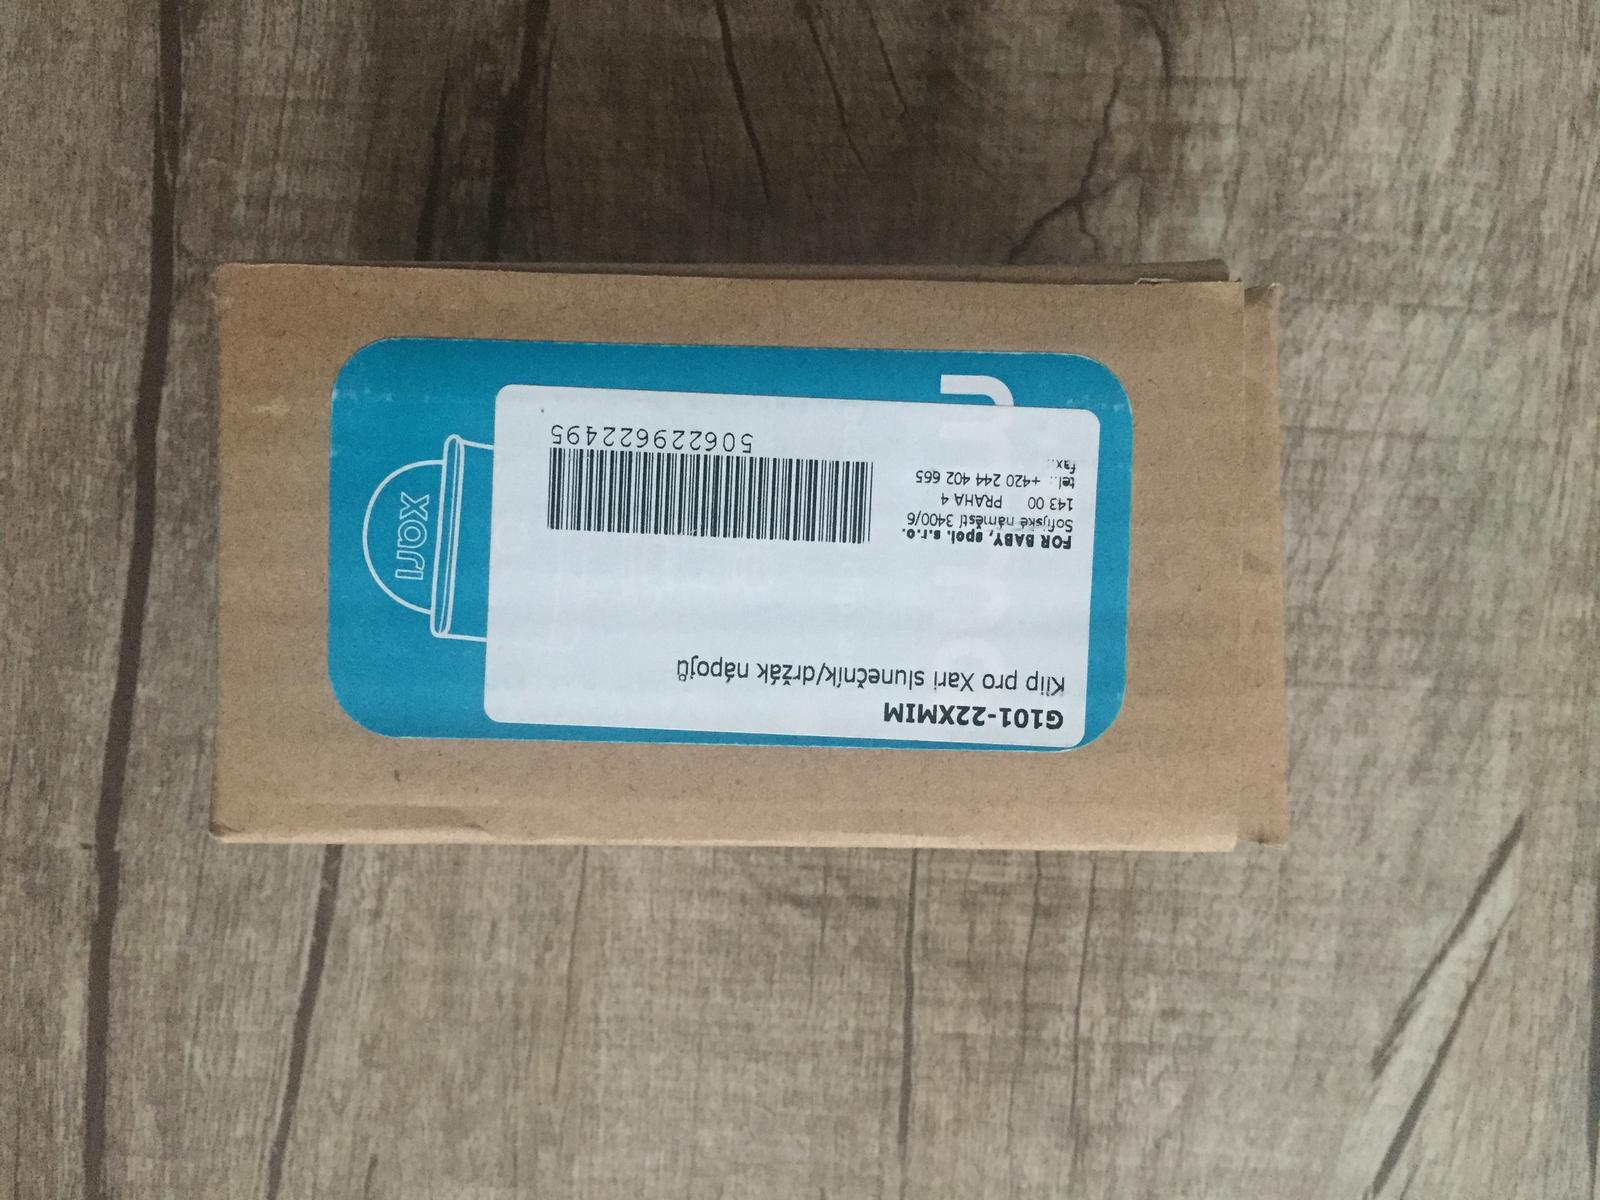 G101-22XMIM
Klip pro Xari slunečník/držák nápojů
FOR BABY, spol. s.r.o.
Sofijské náměstí 3400/6
143 00 PRAHA 4
tel.: +420 244 402 665
fax.:
5062299622495
xari